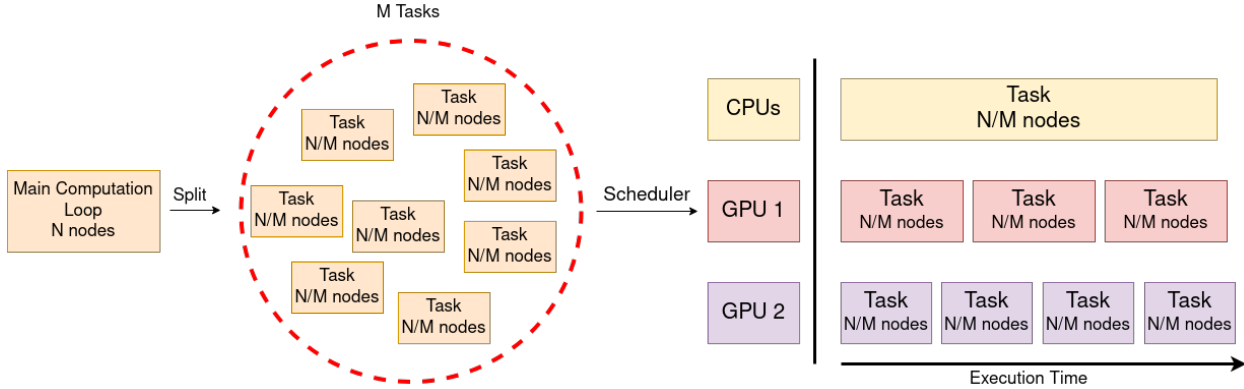 M Tasks
Main Computation
Loop
N nodes
Split
Task
N/M nodes
Task
N/M nodes
Task
N/M nodes
Task
N/M nodes
Task
N/M nodes
Task
N/M nodes
Task
N/M nodes
Task
N/M nodes
Scheduler
CPUs
Task
N/M nodes
GPU 1
Task
N/M nodes
Task
N/M nodes
Task
N/M nodes
GPU 2
Task
N/M nodes
Task
N/M nodes
Task
N/M nodes
Task
N/M nodes
Execution Time